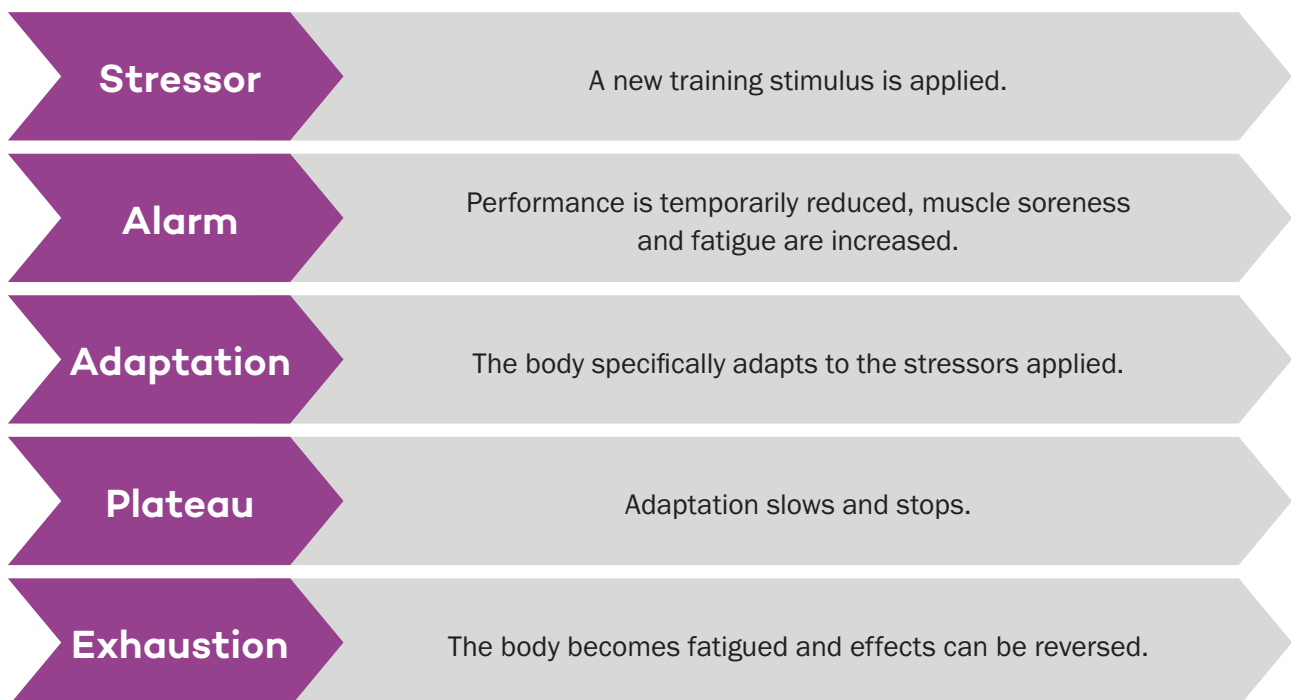 Stressor
A new training stimulus is applied.
Alarm
Performance is temporarily reduced, muscle soreness
and fatigue are increased.
Adaptation
The body specifically adapts to the stressors applied.
Plateau
Adaptation slows and stops.
Exhaustion
The body becomes fatigued and effects can be reversed.